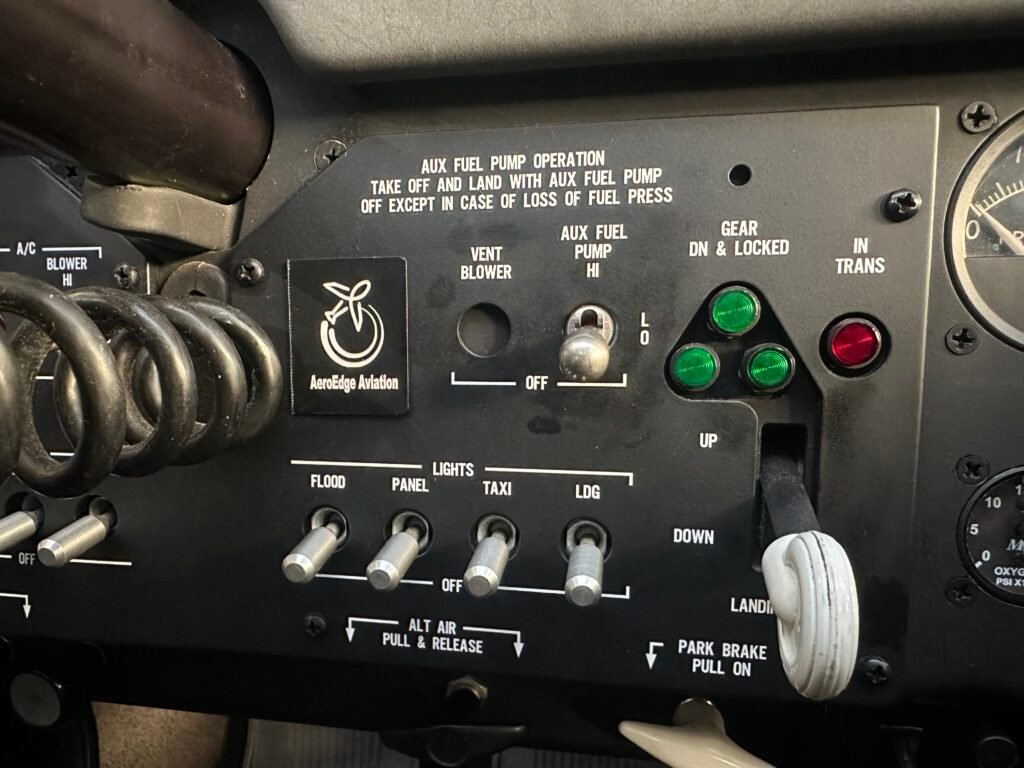 AUX FUEL PUMP OPERATION
TAKE OFF AND LAND WITH AUX FUEL PUMP
OFF EXCEPT IN CASE OF LOSS OF FUEL PRESS
A/C
BLOWER
HI
OFF
AeroEdge Aviation
VENT
BLOWER
AUX FUEL
PUMP
HI
LO
OFF
GEAR
DN & LOCKED
IN
TRANS
UP
DOWN
LIGHTS
FLOOD
PANEL
TAXI
LDG
OFF
ALT AIR
PULL & RELEASE
PARK BRAKE
PULL ON
0
10
5
0